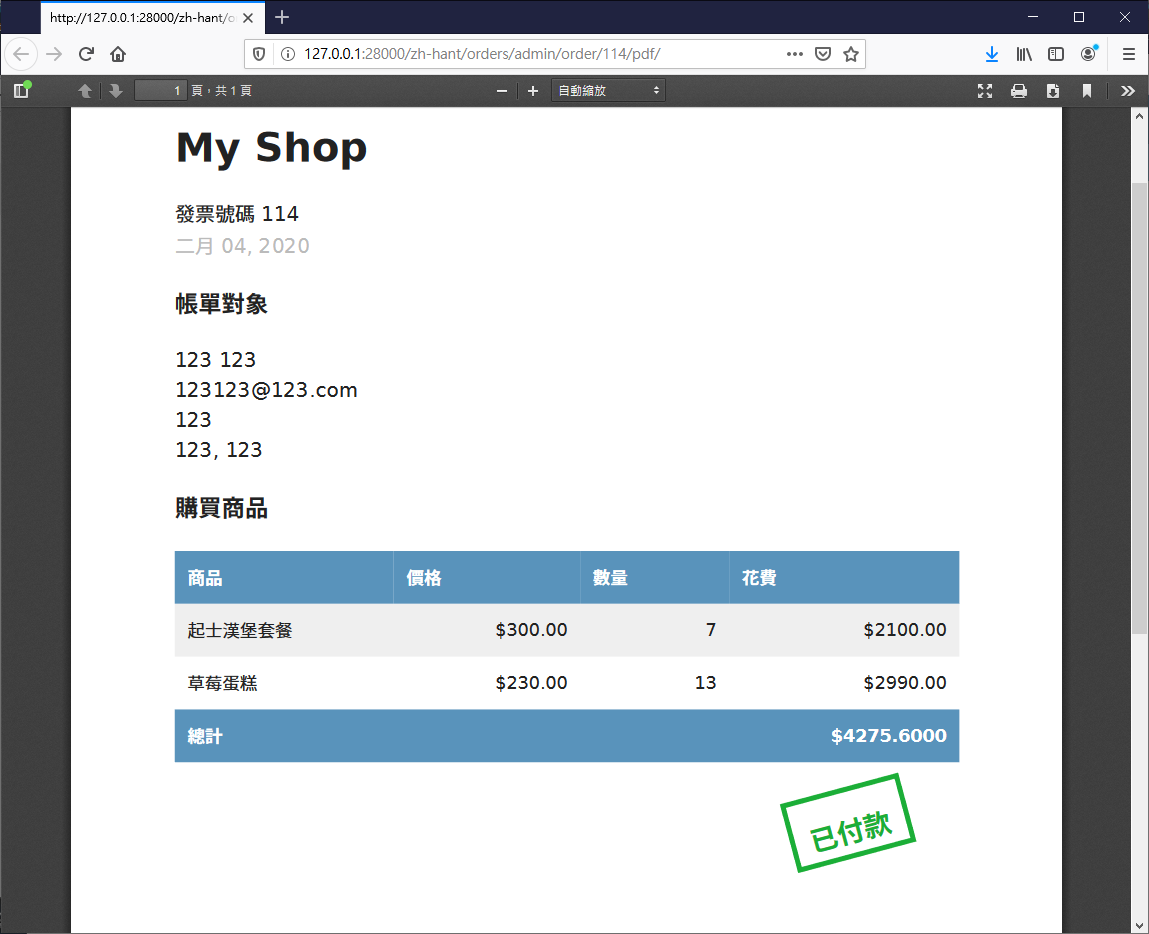 http://127.0.0.1:28000/zh-hant/o
127.0.0.1:28000/zh-hant/orders/admin/order/114/pdf/
1 頁，共 1 頁
自動縮放
My Shop
發票號碼 114
二月 04, 2020
帳單對象
123 123
123123@123.com
123
123, 123
購買商品
商品 價格 數量 花費
起士漢堡套餐 $300.00 7 $2100.00
草莓蛋糕 $230.00 13 $2990.00
總計 $4275.6000
已付款